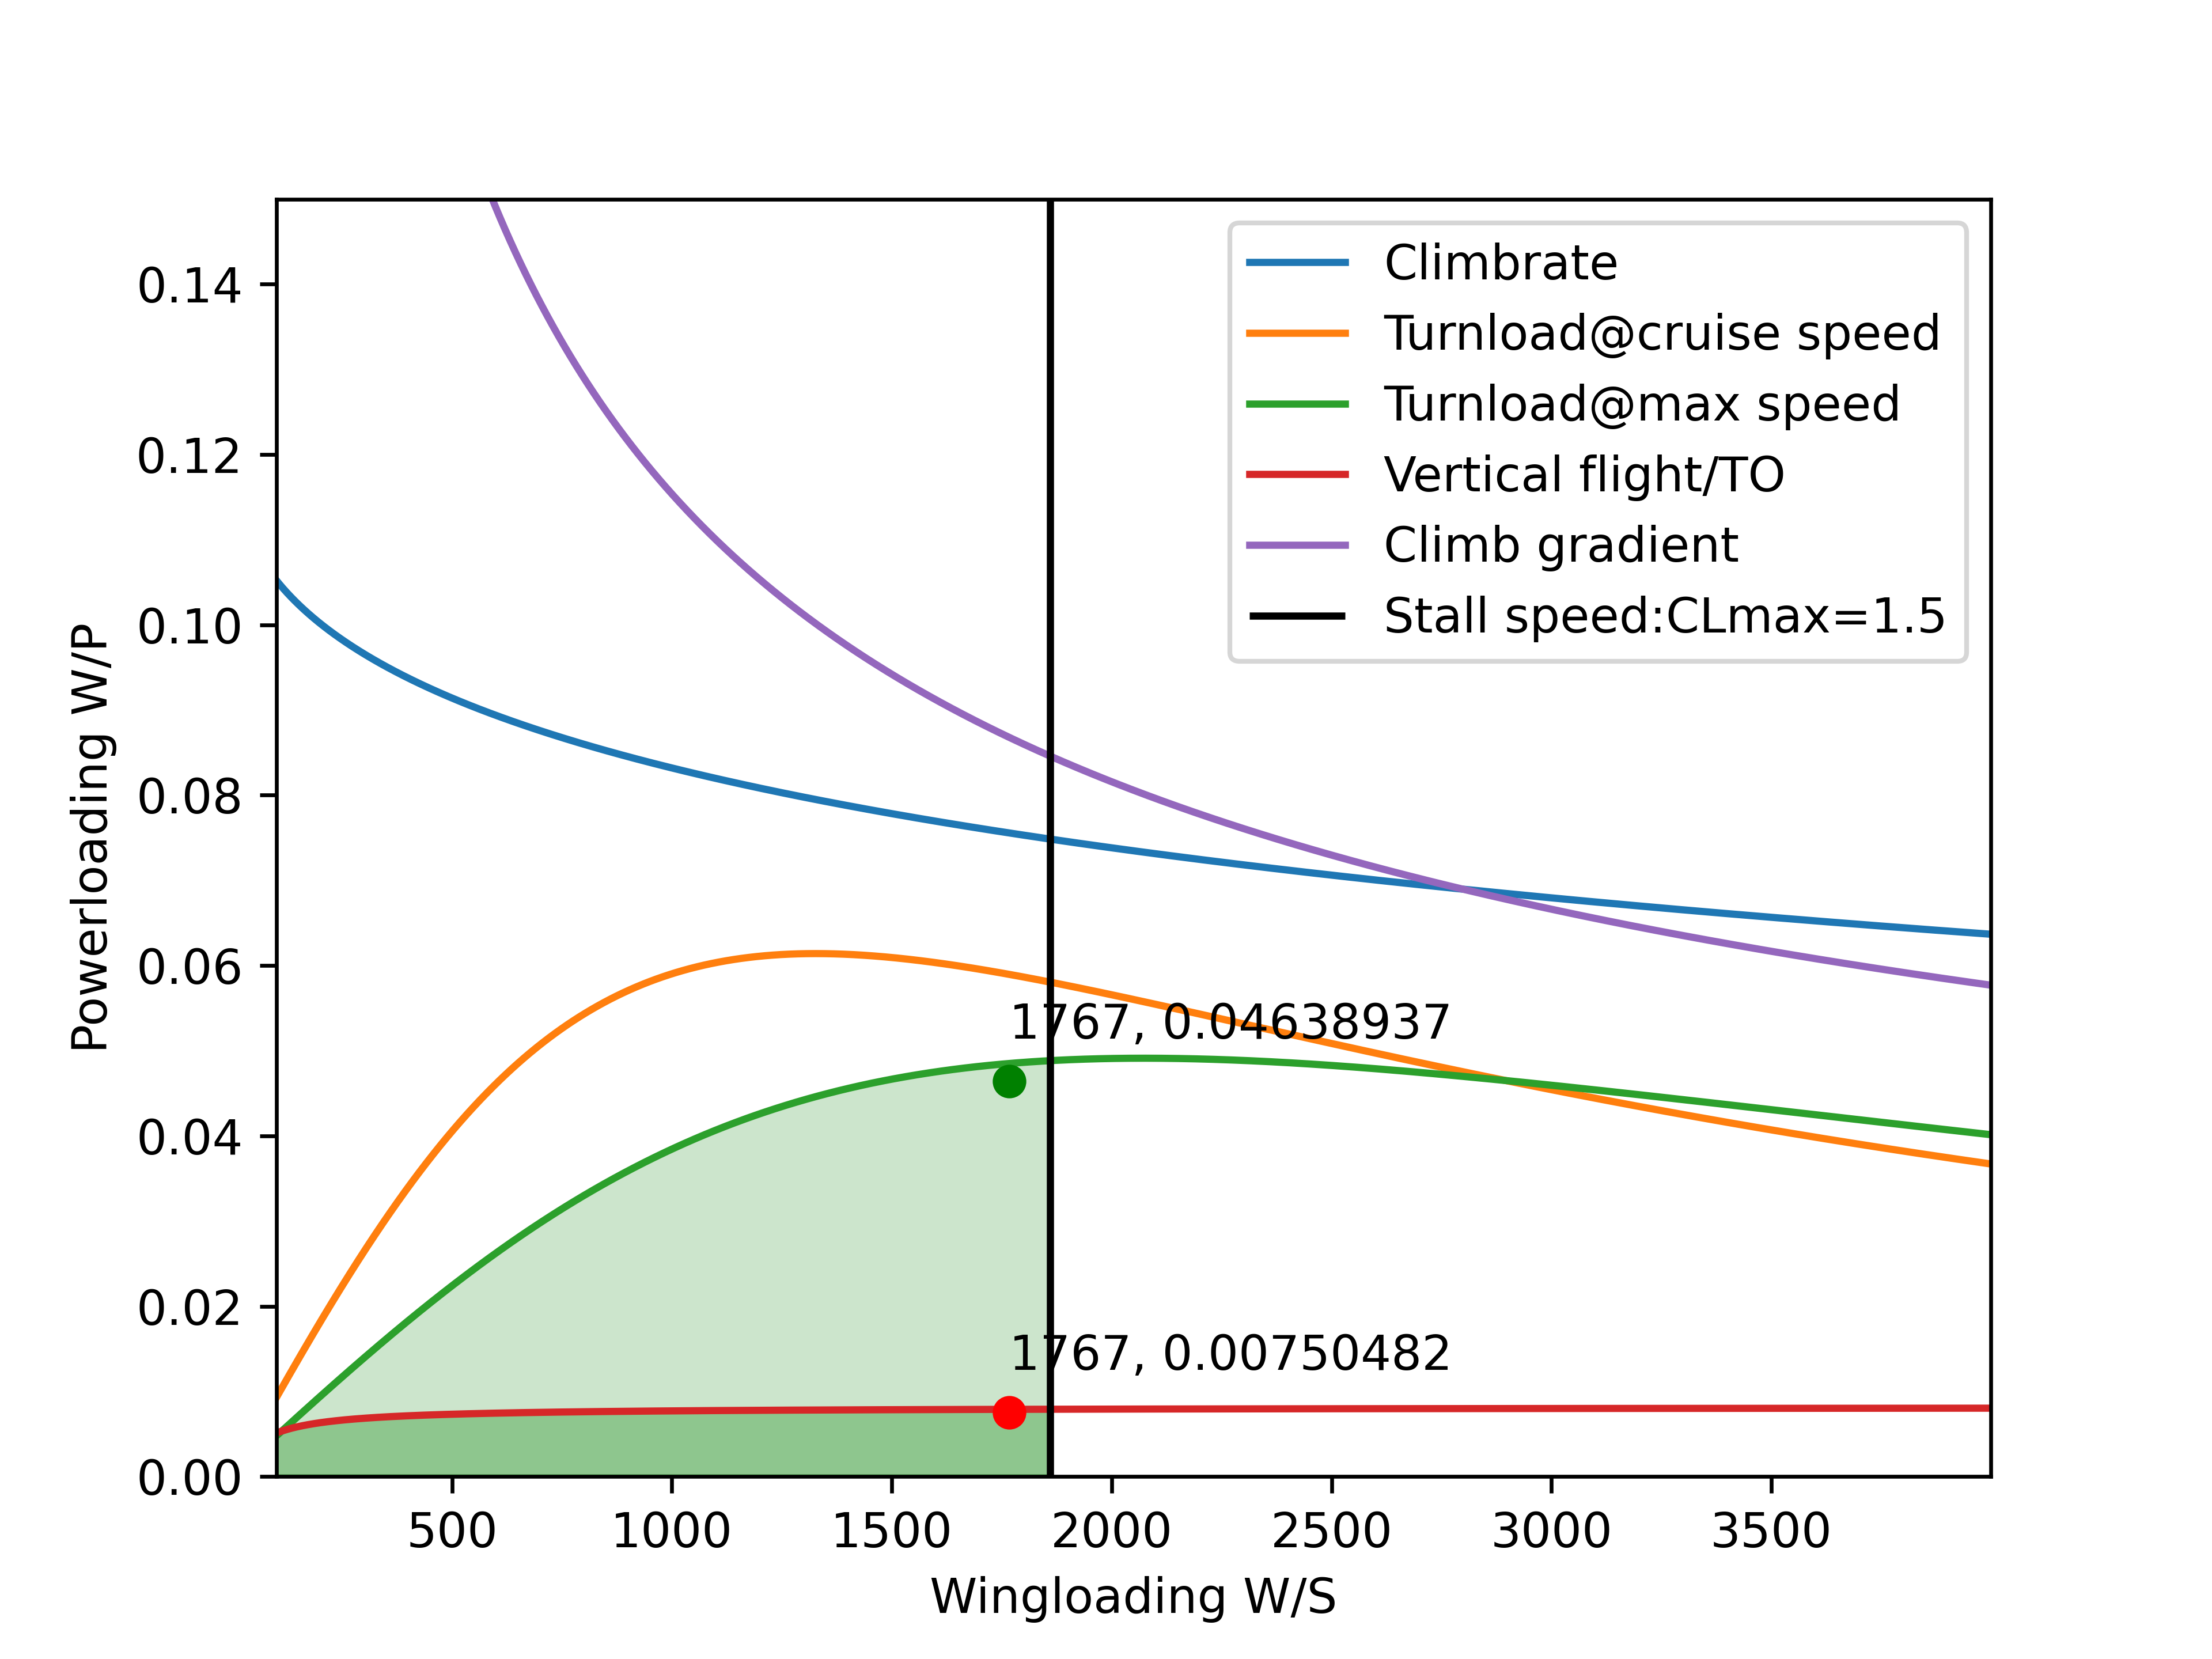 Climbrate
Turnload@cruise speed
Turnload@max speed
Vertical flight/TO
Climb gradient
Stall speed:CLmax=1.5
0.14
0.12
0.10
0.08
0.06
0.04
0.02
0.00
Powerloading W/P
1767, 0.04638937
1767, 0.00750482
500 1000 1500 2000 2500 3000 3500
Wingloading W/S